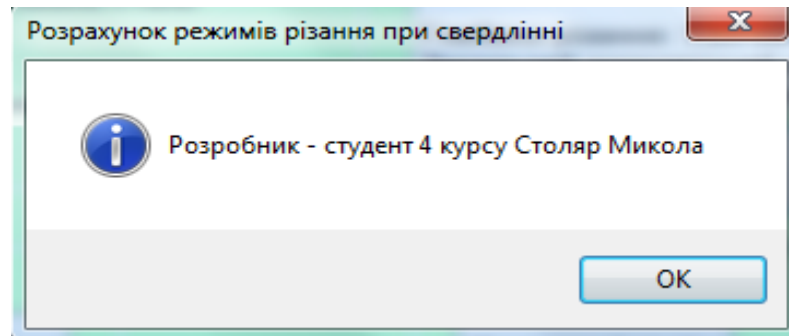 Розрахунок режимів різання при свердлінні
Розробник - студент 4 курсу Столяр Микола
OK